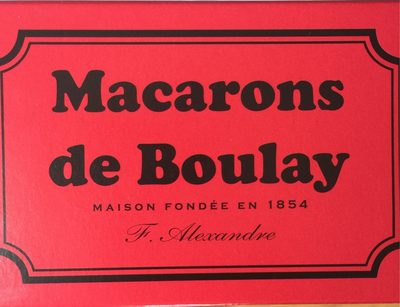 Macarons
de Boulay
MAISON FONDÉE EN 1854
F. Alexandre